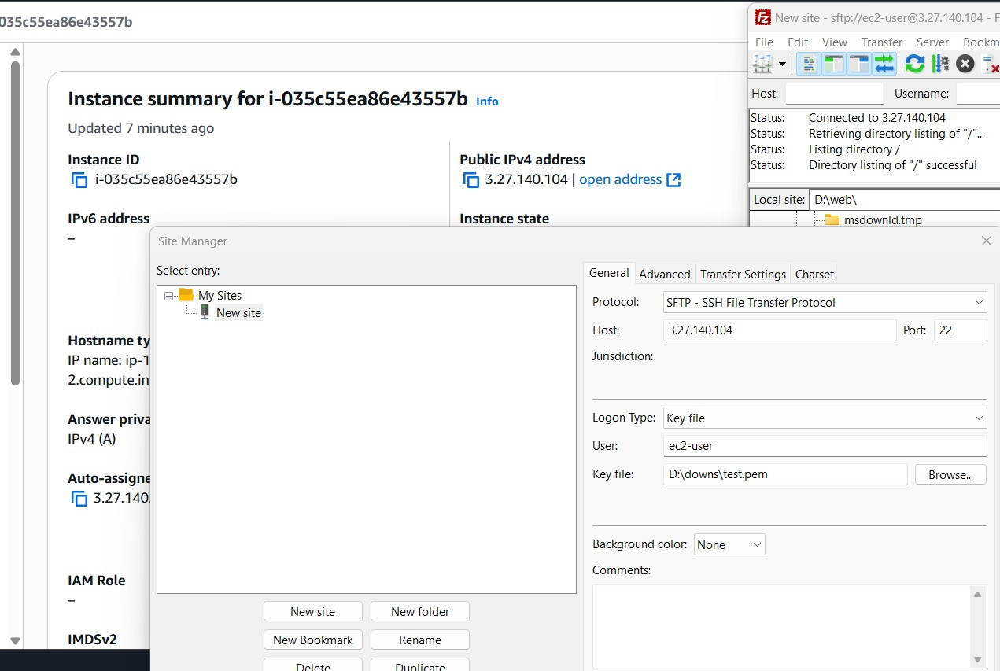 035c55ea86e43557b
Instance summary for i-035c55ea86e43557b Info
Updated 7 minutes ago
Instance ID
i-035c55ea86e43557b
Public IPv4 address
3.27.140.104 | open address
IPv6 address
–
Instance state
Hostname ty
IP name: ip-1
2.compute.in
Answer priva
IPv4 (A)
Auto-assigne
3.27.140.
IAM Role
–
IMDSv2
New site - sftp://ec2-user@3.27.140.104 - F
File Edit View Transfer Server Bookm
Host: Username:
Status: Connected to 3.27.140.104
Status: Retrieving directory listing of "/"...
Status: Listing directory /
Status: Directory listing of "/" successful
Local site: D:\web\
msdownld.tmp
Site Manager
Select entry:
My Sites
New site
New site New folder
New Bookmark Rename
Delete Duplicate
General Advanced Transfer Settings Charset
Protocol: SFTP - SSH File Transfer Protocol
Host: 3.27.140.104 Port: 22
Jurisdiction:
Logon Type: Key file
User: ec2-user
Key file: D:\downs\test.pem Browse...
Background color: None
Comments: